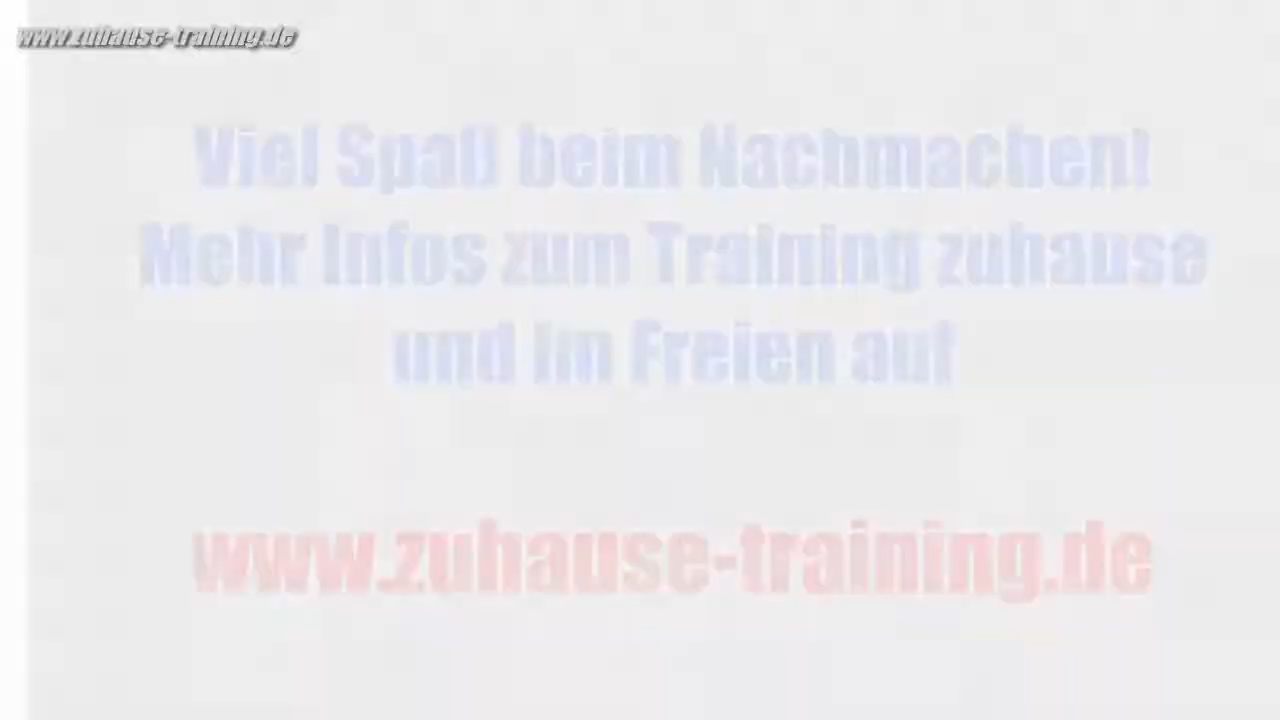 www.zuhause-training.de
Viel Spaß beim Nachmachen!
Mehr Infos zum Training zuhause
und im Freien auf
www.zuhause-training.de